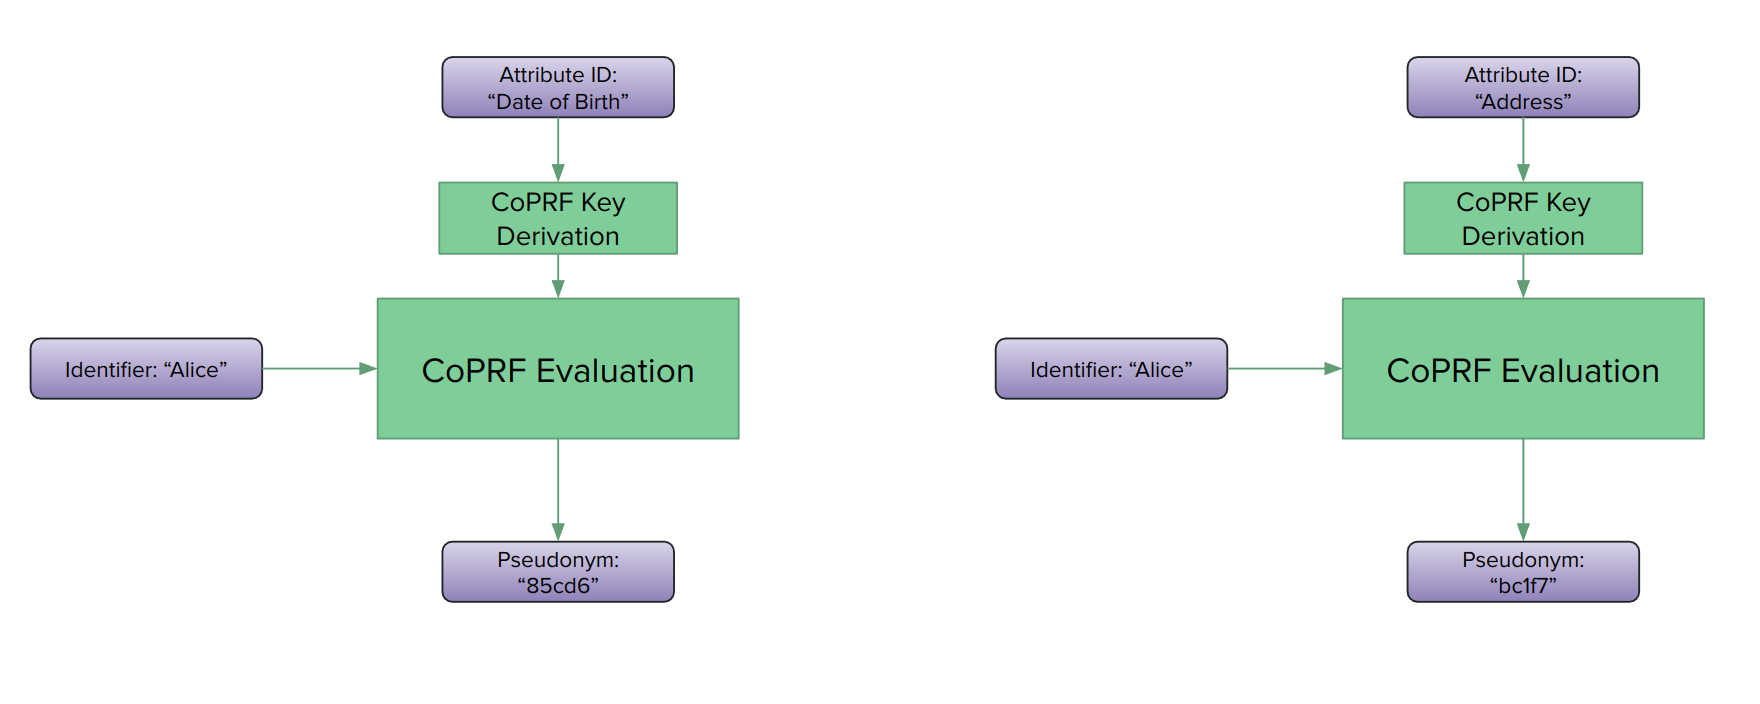 Attribute ID:
“Date of Birth”
CoPRF Key
Derivation
Identifier: “Alice”
CoPRF Evaluation
Pseudonym:
“85cd6”
Attribute ID:
“Address”
CoPRF Key
Derivation
Identifier: “Alice”
CoPRF Evaluation
Pseudonym:
“bc1f7”